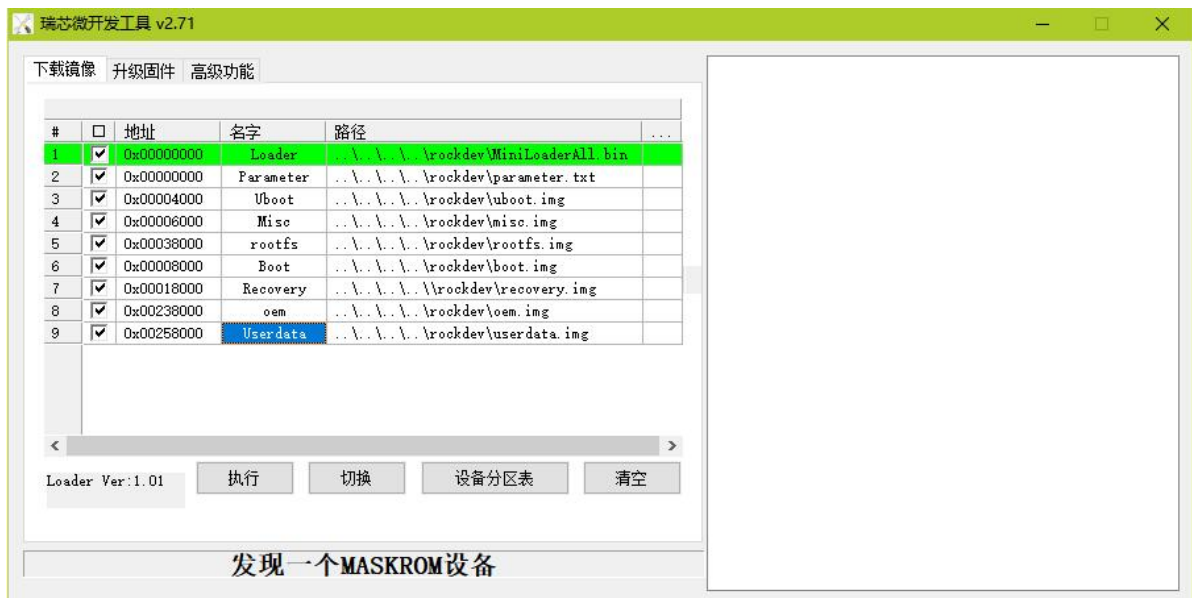 瑞芯微开发工具 v2.71
下载镜像 升级固件 高级功能
# 地址 名字 路径 ...
1 0x00000000 Loader ..\..\..\..\rockdev\MiniLoaderAll.bin
2 0x00000000 Parameter ..\..\..\..\rockdev\parameter.txt
3 0x00004000 Uboot ..\..\..\..\rockdev\uboot.img
4 0x00006000 Misc ..\..\..\..\rockdev\misc.img
5 0x00038000 rootfs ..\..\..\..\rockdev\rootfs.img
6 0x00008000 Boot ..\..\..\..\rockdev\boot.img
7 0x00018000 Recovery ..\..\..\..\\rockdev\recovery.img
8 0x00238000 oem ..\..\..\..\rockdev\oem.img
9 0x00258000 Userdata ..\..\..\..\rockdev\userdata.img
Loader Ver:1.01 执行 切换 设备分区表 清空
发现一个MASKROM设备